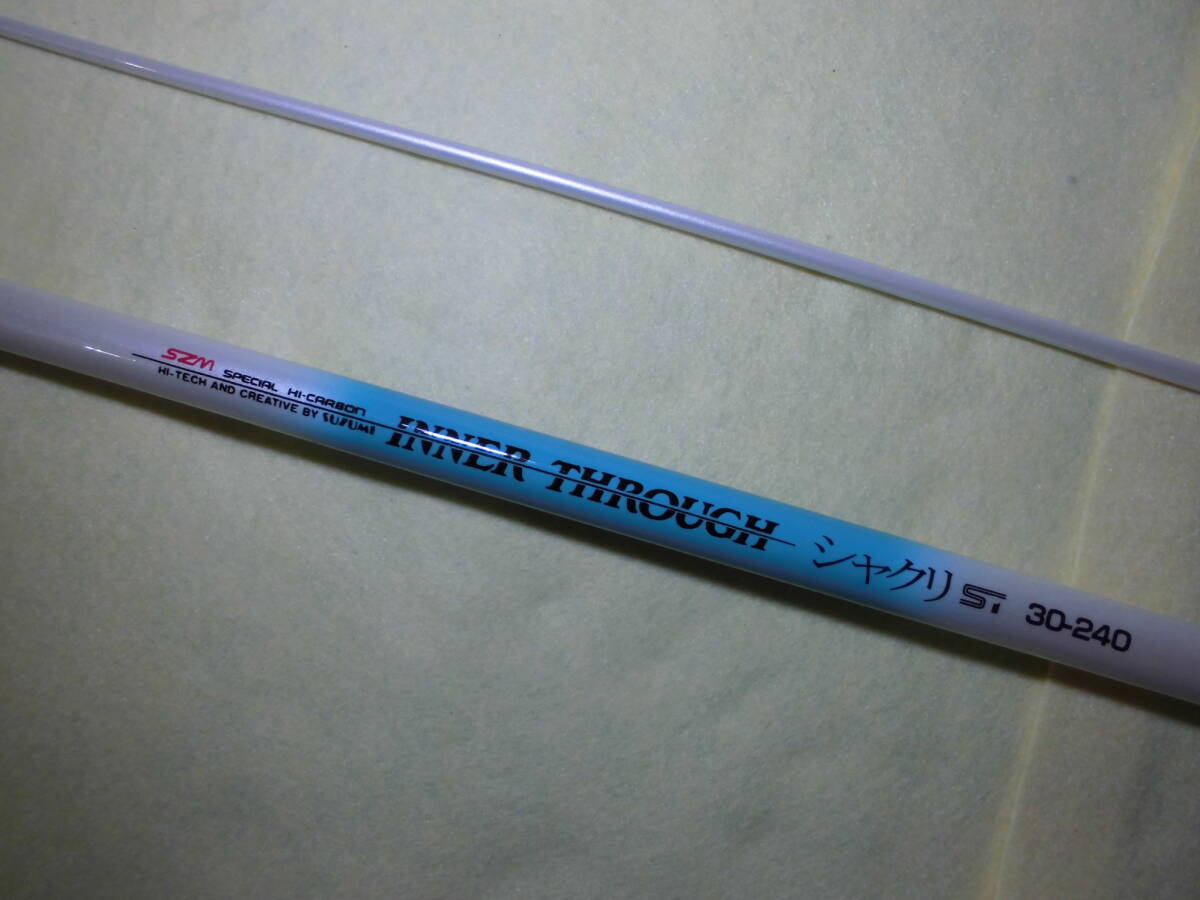 SZM SPECIAL HI-CARBON
HI-TECH AND CREATIVE BY SUZUMI
INNER THROUGH シャクリ ST 30-240